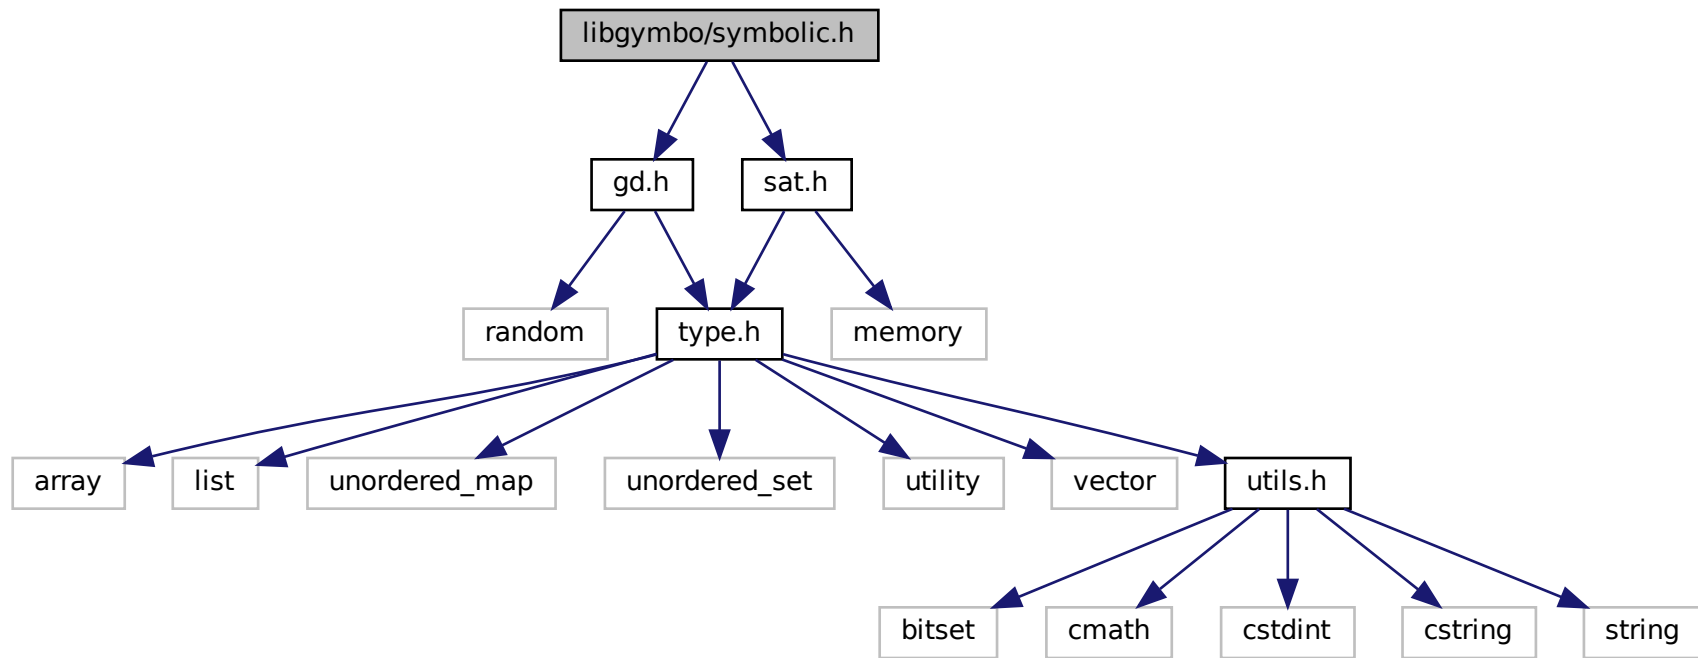 libgymbo/symbolic.h
gd.h
sat.h
random
type.h
memory
array
list
unordered_map
unordered_set
utility
vector
utils.h
bitset
cmath
cstdint
cstring
string